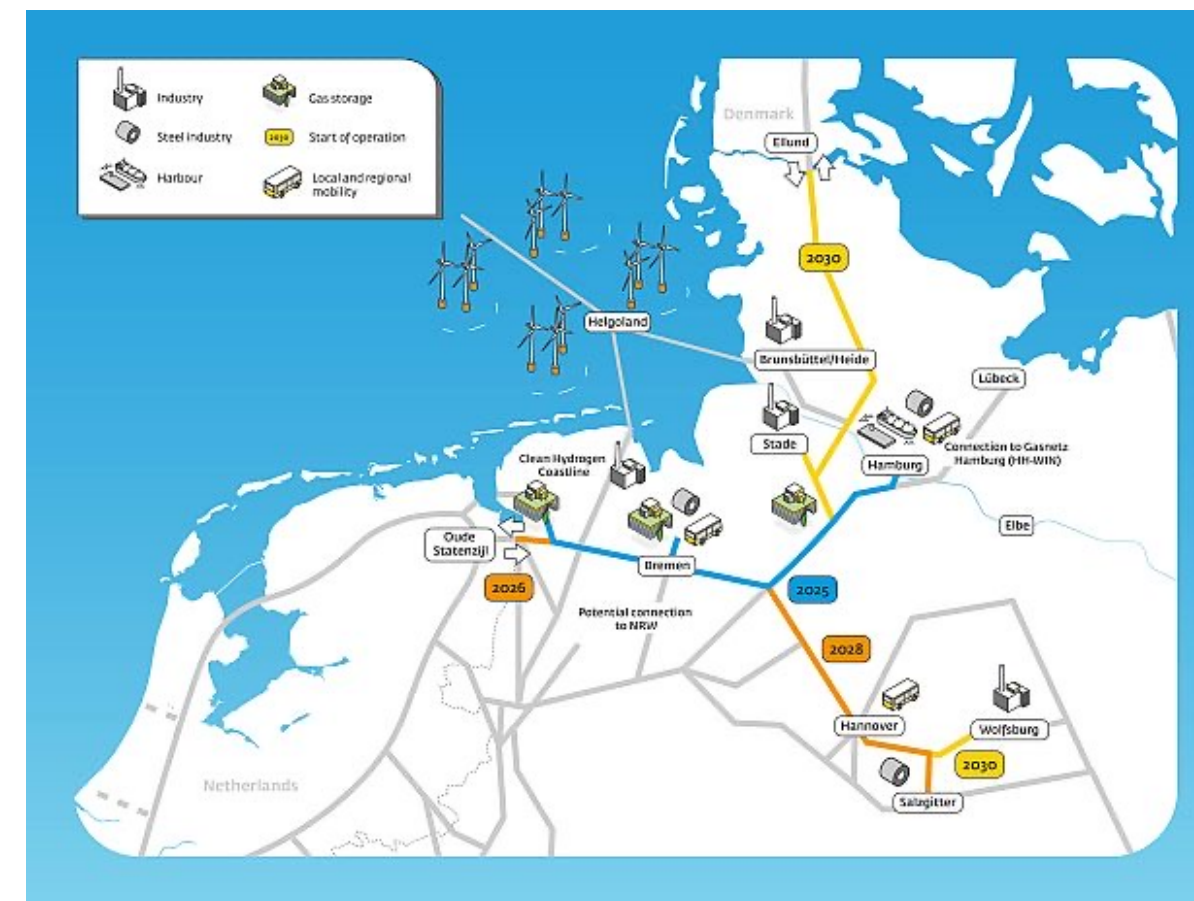 Industry
Gas storage
Steel industry
2030
Start of operation
Harbour
Local and regional
mobility
Denmark
Ellund
2030
Helgoland
Brunsbüttel/Heide
Lübeck
Stade
Connection to Gasnetz
Hamburg (HH-WIN)
Hamburg
Clean Hydrogen
Coastline
Elbe
Oude
Statenzijl
Bremen
2026
2025
Potential connection
to NRW
2028
Hannover
Wolfsburg
2030
Netherlands
Salzgitter